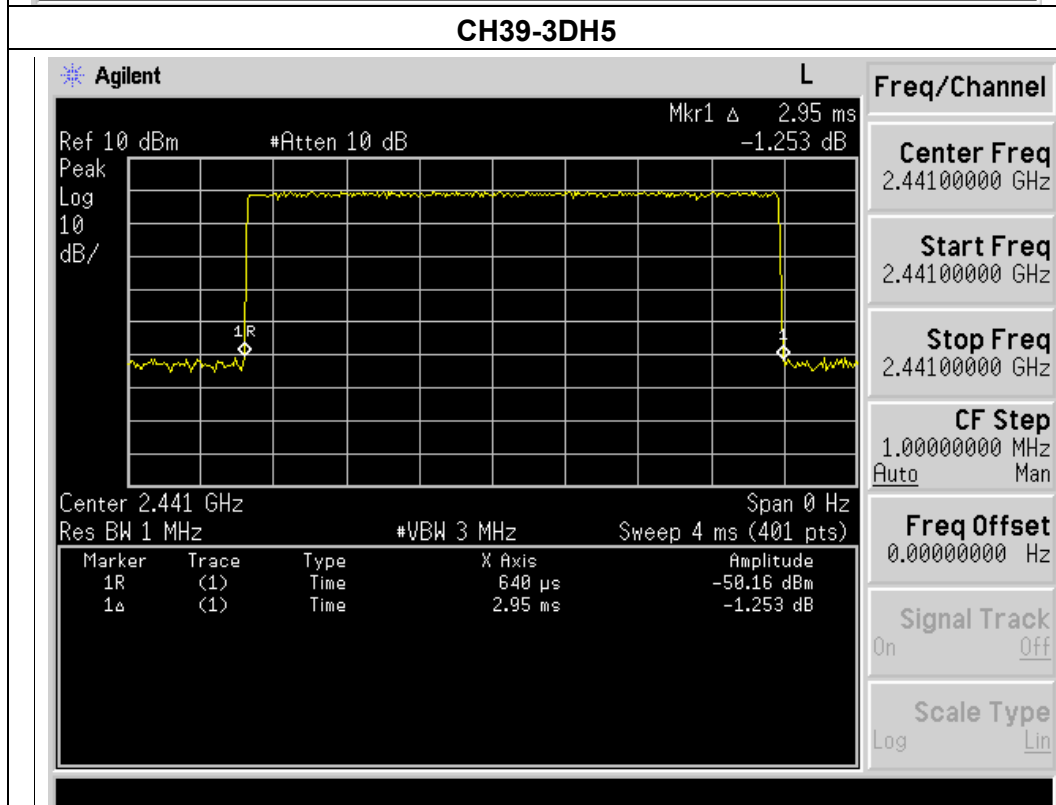 CH39-3DH5
Agilent L
Mkr1 Δ 2.95 ms
Ref 10 dBm #Atten 10 dB -1.253 dB
Peak
Log
10
dB/
1R
1
Center 2.441 GHz Span 0 Hz
Res BW 1 MHz #VBW 3 MHz Sweep 4 ms (401 pts)
Marker Trace Type X Axis Amplitude
1R (1) Time 640 µs -50.16 dBm
1Δ (1) Time 2.95 ms -1.253 dB
Freq/Channel
Center Freq
2.44100000 GHz
Start Freq
2.44100000 GHz
Stop Freq
2.44100000 GHz
CF Step
1.00000000 MHz
Auto Man
Freq Offset
0.00000000 Hz
Signal Track
On Off
Scale Type
Log Lin